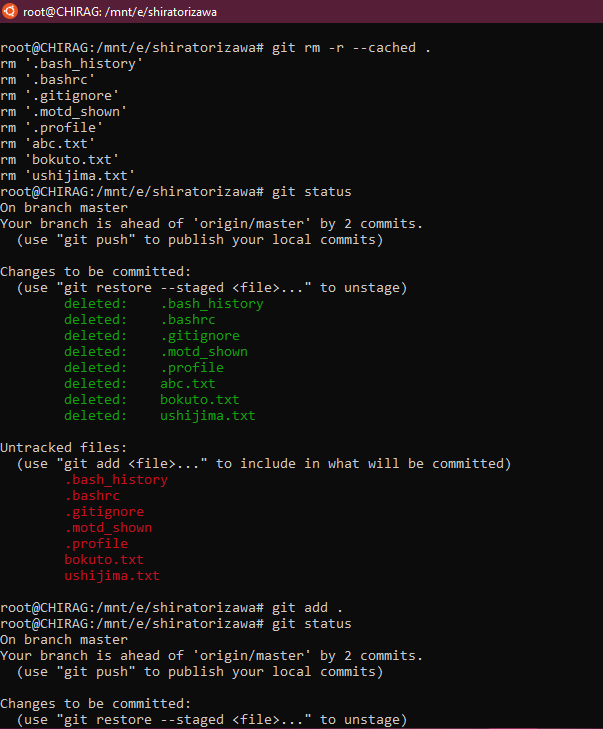 root@CHIRAG: /mnt/e/shiratorizawa
root@CHIRAG:/mnt/e/shiratorizawa# git rm -r --cached .
rm '.bash_history'
rm '.bashrc'
rm '.gitignore'
rm '.motd_shown'
rm '.profile'
rm 'abc.txt'
rm 'bokuto.txt'
rm 'ushijima.txt'
root@CHIRAG:/mnt/e/shiratorizawa# git status
On branch master
Your branch is ahead of 'origin/master' by 2 commits.
  (use "git push" to publish your local commits)

Changes to be committed:
  (use "git restore --staged <file>..." to unstage)
        deleted:    .bash_history
        deleted:    .bashrc
        deleted:    .gitignore
        deleted:    .motd_shown
        deleted:    .profile
        deleted:    abc.txt
        deleted:    bokuto.txt
        deleted:    ushijima.txt

Untracked files:
  (use "git add <file>..." to include in what will be committed)
        .bash_history
        .bashrc
        .gitignore
        .motd_shown
        .profile
        bokuto.txt
        ushijima.txt

root@CHIRAG:/mnt/e/shiratorizawa# git add .
root@CHIRAG:/mnt/e/shiratorizawa# git status
On branch master
Your branch is ahead of 'origin/master' by 2 commits.
  (use "git push" to publish your local commits)

Changes to be committed:
  (use "git restore --staged <file>..." to unstage)